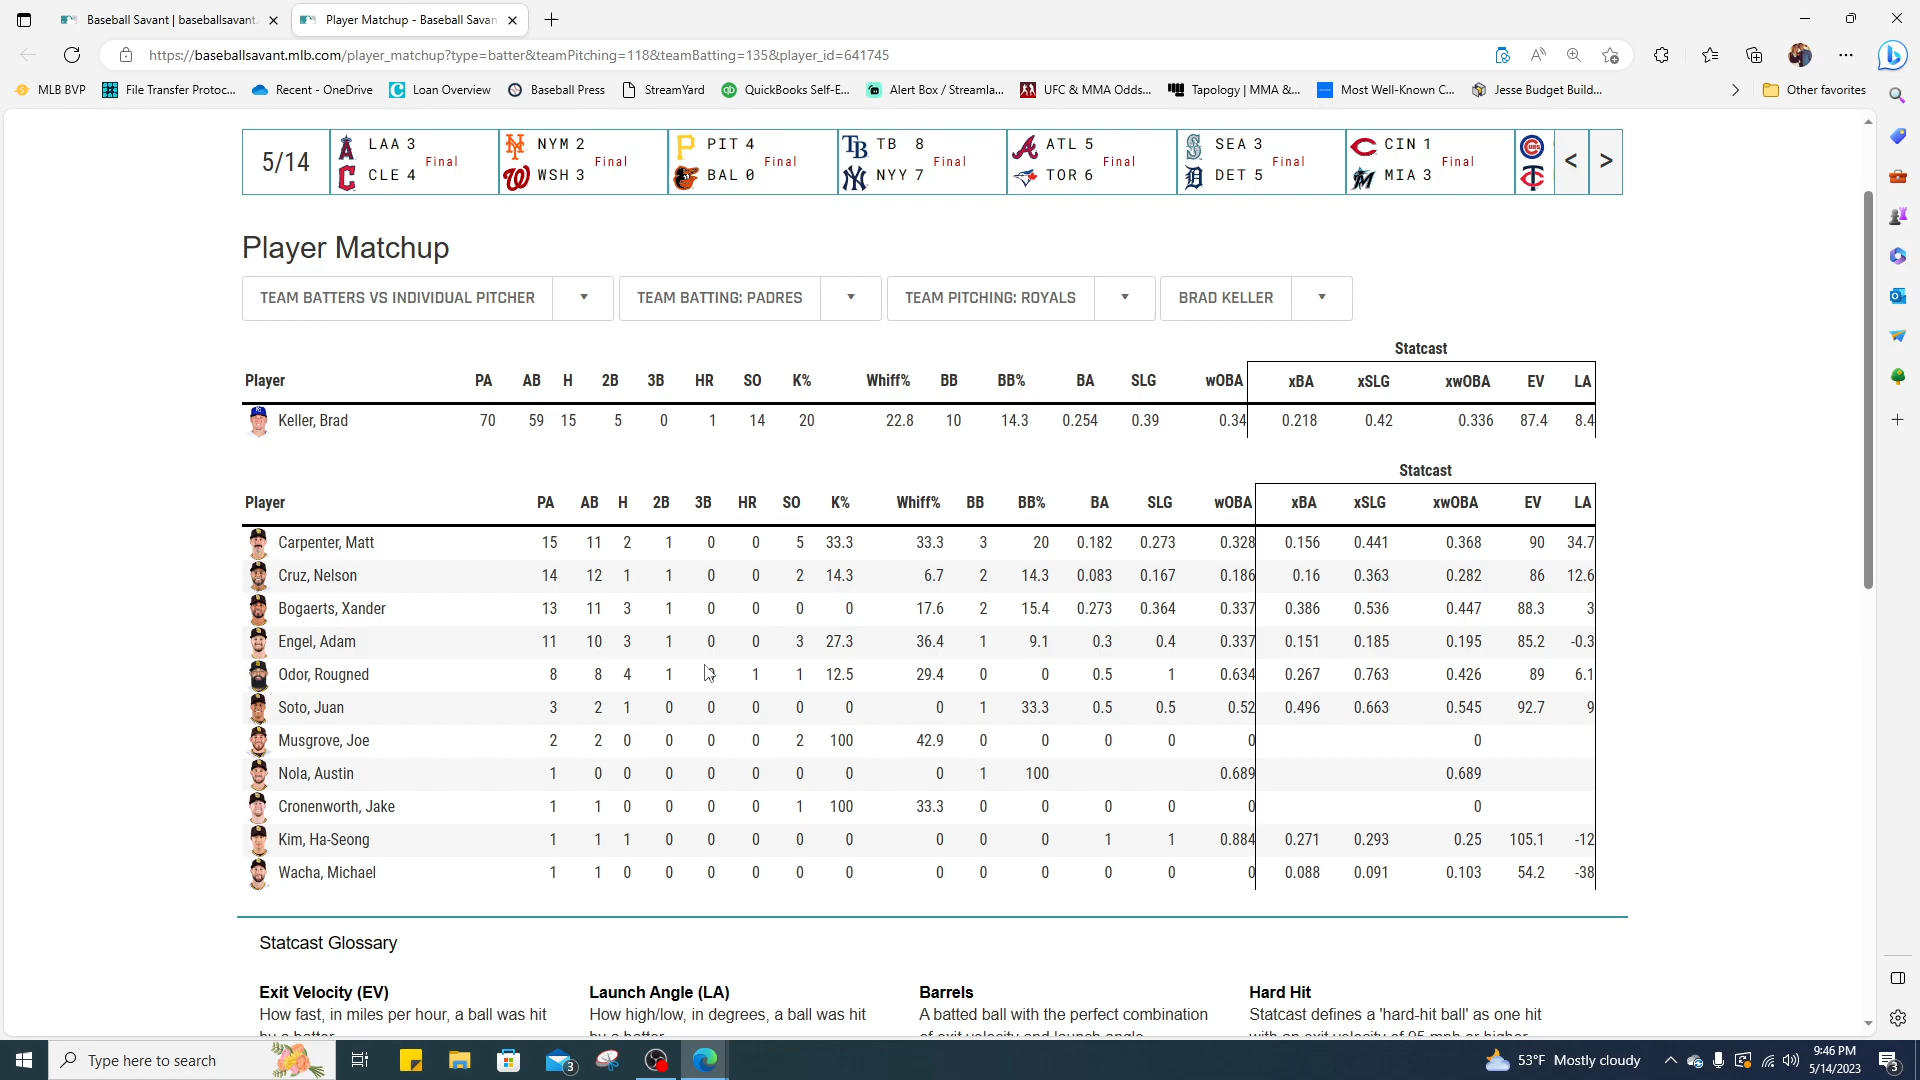 Baseball Savant | baseballsavant.
Player Matchup - Baseball Savan
https://baseballsavant.mlb.com/player_matchup?type=batter&teamPitching=118&teamBatting=135&player_id=641745
MLB BVP File Transfer Protoc... Recent - OneDrive Loan Overview Baseball Press StreamYard QuickBooks Self-E... Alert Box / Streamla... UFC & MMA Odds... Tapology | MMA &... Most Well-Known C... Jesse Budget Build... Other favorites
5/14 LAA 3 Final NYM 2 Final PIT 4 Final TB 8 Final ATL 5 Final SEA 3 Final CIN 1 Final < >
CLE 4 WSH 3 BAL 0 NYY 7 TOR 6 DET 5 MIA 3
Player Matchup
TEAM BATTERS VS INDIVIDUAL PITCHER TEAM BATTING: PADRES TEAM PITCHING: ROYALS BRAD KELLER
Statcast
Player PA AB H 2B 3B HR SO K% Whiff% BB BB% BA SLG wOBA xBA xSLG xwOBA EV LA
Keller, Brad 70 59 15 5 0 1 14 20 22.8 10 14.3 0.254 0.39 0.34 0.218 0.42 0.336 87.4 8.4
Statcast
Player PA AB H 2B 3B HR SO K% Whiff% BB BB% BA SLG wOBA xBA xSLG xwOBA EV LA
Carpenter, Matt 15 11 2 1 0 0 5 33.3 33.3 3 20 0.182 0.273 0.328 0.156 0.441 0.368 90 34.7
Cruz, Nelson 14 12 1 1 0 0 2 14.3 6.7 2 14.3 0.083 0.167 0.186 0.16 0.363 0.282 86 12.6
Bogaerts, Xander 13 11 3 1 0 0 0 0 17.6 2 15.4 0.273 0.364 0.337 0.386 0.536 0.447 88.3 3
Engel, Adam 11 10 3 1 0 0 3 27.3 36.4 1 9.1 0.3 0.4 0.337 0.151 0.185 0.195 85.2 -0.3
Odor, Rougned 8 8 4 1 1 1 12.5 29.4 0 0 0.5 1 0.634 0.267 0.763 0.426 89 6.1
Soto, Juan 3 2 1 0 0 0 0 0 0 1 33.3 0.5 0.5 0.52 0.496 0.663 0.545 92.7 9
Musgrove, Joe 2 2 0 0 0 0 2 100 42.9 0 0 0 0 0 0
Nola, Austin 1 0 0 0 0 0 0 0 0 1 100 0.689 0.689
Cronenworth, Jake 1 1 0 0 0 0 1 100 33.3 0 0 0 0 0 0
Kim, Ha-Seong 1 1 1 0 0 0 0 0 0 0 0 1 1 0.884 0.271 0.293 0.25 105.1 -12
Wacha, Michael 1 1 0 0 0 0 0 0 0 0 0 0 0 0 0.088 0.091 0.103 54.2 -38
Statcast Glossary
Exit Velocity (EV) Launch Angle (LA) Barrels Hard Hit
How fast, in miles per hour, a ball was hit How high/low, in degrees, a ball was hit A batted ball with the perfect combination Statcast defines a 'hard-hit ball' as one hit
by a batter. by a batter. of exit velocity and launch angle with an exit velocity of 95 mph or higher
Type here to search 3 53°F Mostly cloudy 9:46 PM
5/14/2023 3